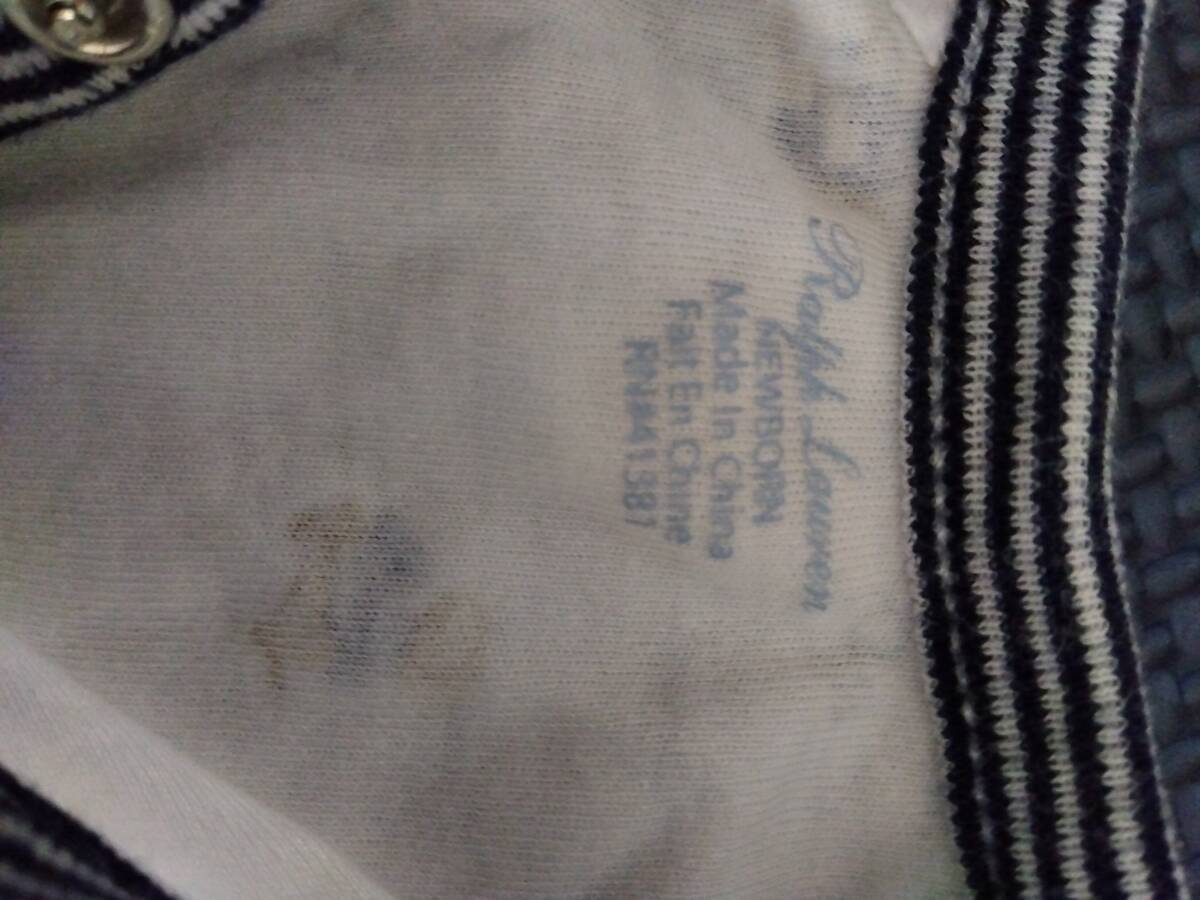 Ralph Lauren
NEWBORN
Made In China
Fait En Chine
RN#41381